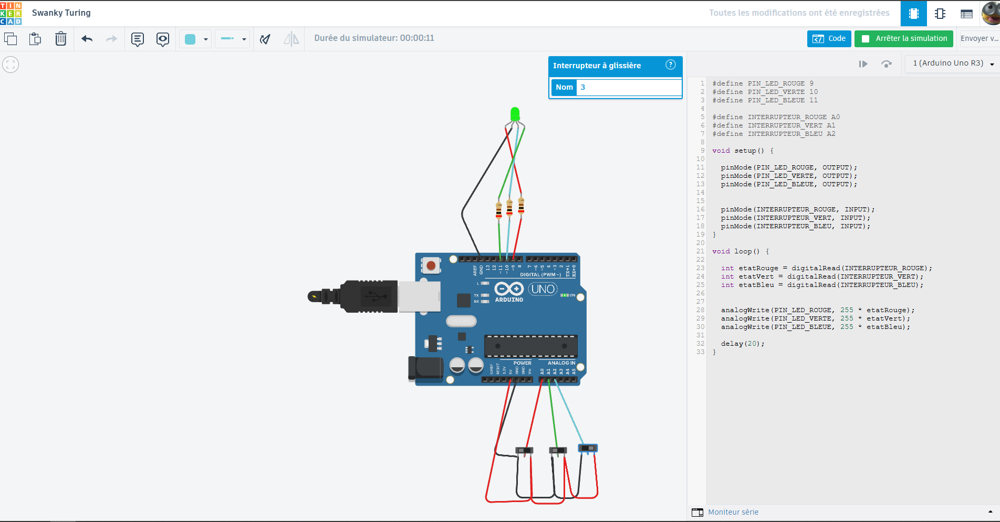 TIN
KER
CAD
Swanky Turing
Toutes les modifications ont été enregistrées
Durée du simulateur: 00:00:11
Code
Arrêter la simulation
Envoyer v...
Interrupteur à glissière
?
Nom 3
1 (Arduino Uno R3)
1 #define PIN_LED_ROUGE 9
2 #define PIN_LED_VERTE 10
3 #define PIN_LED_BLEUE 11
4
5 #define INTERRUPTEUR_ROUGE A0
6 #define INTERRUPTEUR_VERT A1
7 #define INTERRUPTEUR_BLEU A2
8
9 void setup() {
10
11 pinMode(PIN_LED_ROUGE, OUTPUT);
12 pinMode(PIN_LED_VERTE, OUTPUT);
13 pinMode(PIN_LED_BLEUE, OUTPUT);
14
15
16 pinMode(INTERRUPTEUR_ROUGE, INPUT);
17 pinMode(INTERRUPTEUR_VERT, INPUT);
18 pinMode(INTERRUPTEUR_BLEU, INPUT);
19 }
20
21 void loop() {
22
23 int etatRouge = digitalRead(INTERRUPTEUR_ROUGE);
24 int etatVert = digitalRead(INTERRUPTEUR_VERT);
25 int etatBleu = digitalRead(INTERRUPTEUR_BLEU);
26
27
28 analogWrite(PIN_LED_ROUGE, 255 * etatRouge);
29 analogWrite(PIN_LED_VERTE, 255 * etatVert);
30 analogWrite(PIN_LED_BLEUE, 255 * etatBleu);
31
32 delay(20);
33 }
AREF GND 13 12 ~11 ~10 ~9 8 7 ~6 ~5 4 ~3 2 TX→1 RX←0
DIGITAL (PWM~)
L
TX
RX
ARDUINO
UNO
ON
POWER
ANALOG IN
IOREF RESET 3.3V 5V GND GND Vin A0 A1 A2 A3 A4 A5
Moniteur série